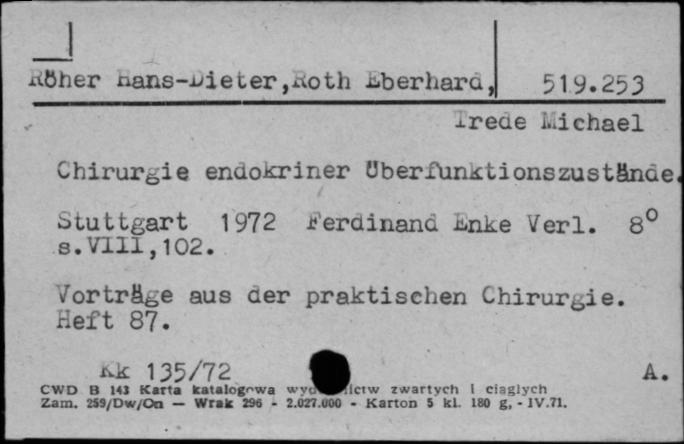 Röher Hans-Dieter,Roth Eberhard, 519.253
Trede Michael
Chirurgie endokriner Überfunktionszustände.
Stuttgart 1972 Ferdinand Enke Verl. 8°
s.VIII,102.
Vorträge aus der praktischen Chirurgie.
Heft 87.
Kk 135/72 A.
CWD B 143 Karta katalogowa zwartych i ciągłych
Zam. 259/Dw/On — Wrak 296 - 2.027.000 - Karton 5 kl. 180 g, - IV.71.